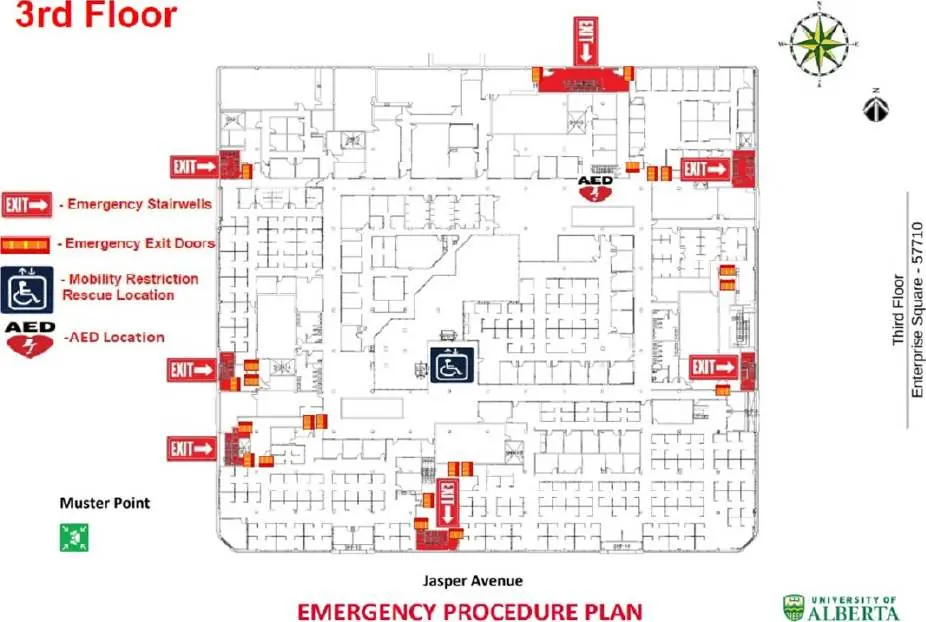 3rd Floor
EXIT
N
W
E
S
N
EXIT
EXIT
AED
EXIT
- Emergency Stairwells
- Emergency Exit Doors
- Mobility Restriction
Rescue Location
AED
-AED Location
EXIT
EXIT
EXIT
EXIT
Third Floor
Enterprise Square - 57710
Muster Point
Jasper Avenue
EMERGENCY PROCEDURE PLAN
UNIVERSITY OF
ALBERTA